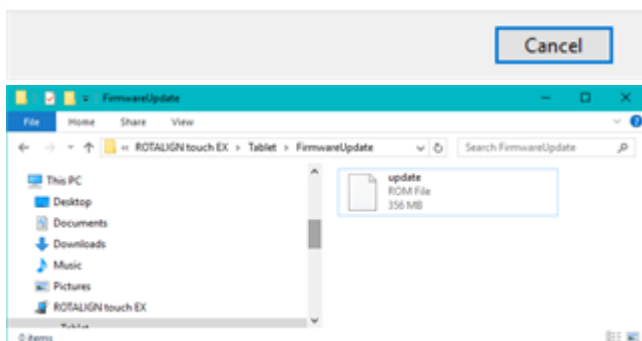 Cancel
FirmwareUpdate
File Home Share View
« ROTALIGN touch EX > Tablet > FirmwareUpdate Search FirmwareUpdate
This PC
Desktop
Documents
Downloads
Music
Pictures
ROTALIGN touch EX
Tablet
update
ROM File
356 MB
0 items